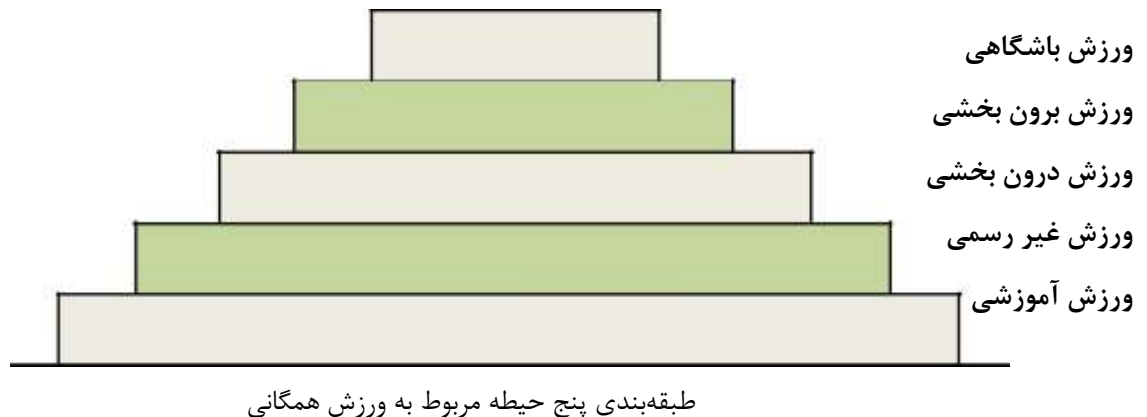 ورزش باشگاهی
ورزش برون بخشی
ورزش درون بخشی
ورزش غیر رسمی
ورزش آموزشی
طبقه‌بندی پنج حیطه مربوط به ورزش همگانی